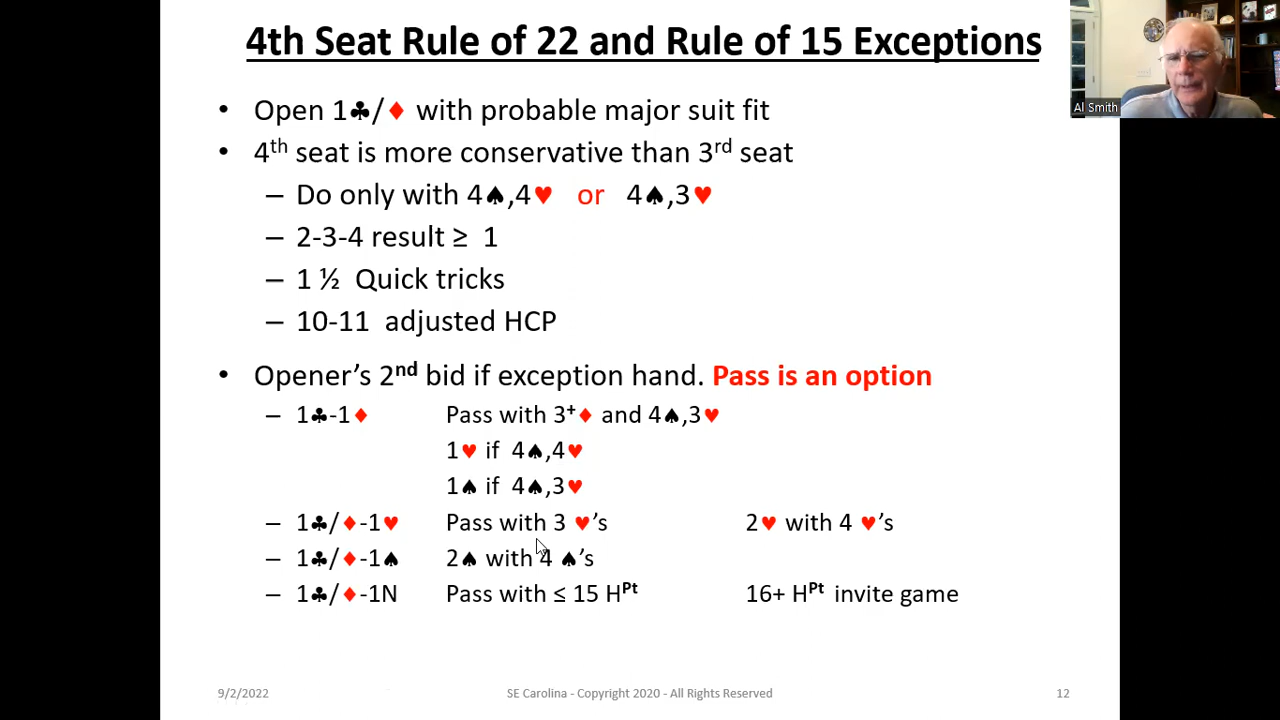 4th Seat Rule of 22 and Rule of 15 Exceptions
Al Smith
• Open 1♣/♦ with probable major suit fit
• 4th seat is more conservative than 3rd seat
– Do only with 4♠,4♥ or 4♠,3♥
– 2-3-4 result ≥ 1
– 1 ½ Quick tricks
– 10-11 adjusted HCP
• Opener’s 2nd bid if exception hand. Pass is an option
– 1♣-1♦ Pass with 3+♦ and 4♠,3♥
1♥ if 4♠,4♥
1♠ if 4♠,3♥
– 1♣/♦-1♥ Pass with 3 ♥’s 2♥ with 4 ♥’s
– 1♣/♦-1♠ 2♠ with 4 ♠’s
– 1♣/♦-1N Pass with ≤ 15 HPt 16+ HPt invite game
9/2/2022 SE Carolina - Copyright 2020 - All Rights Reserved 12